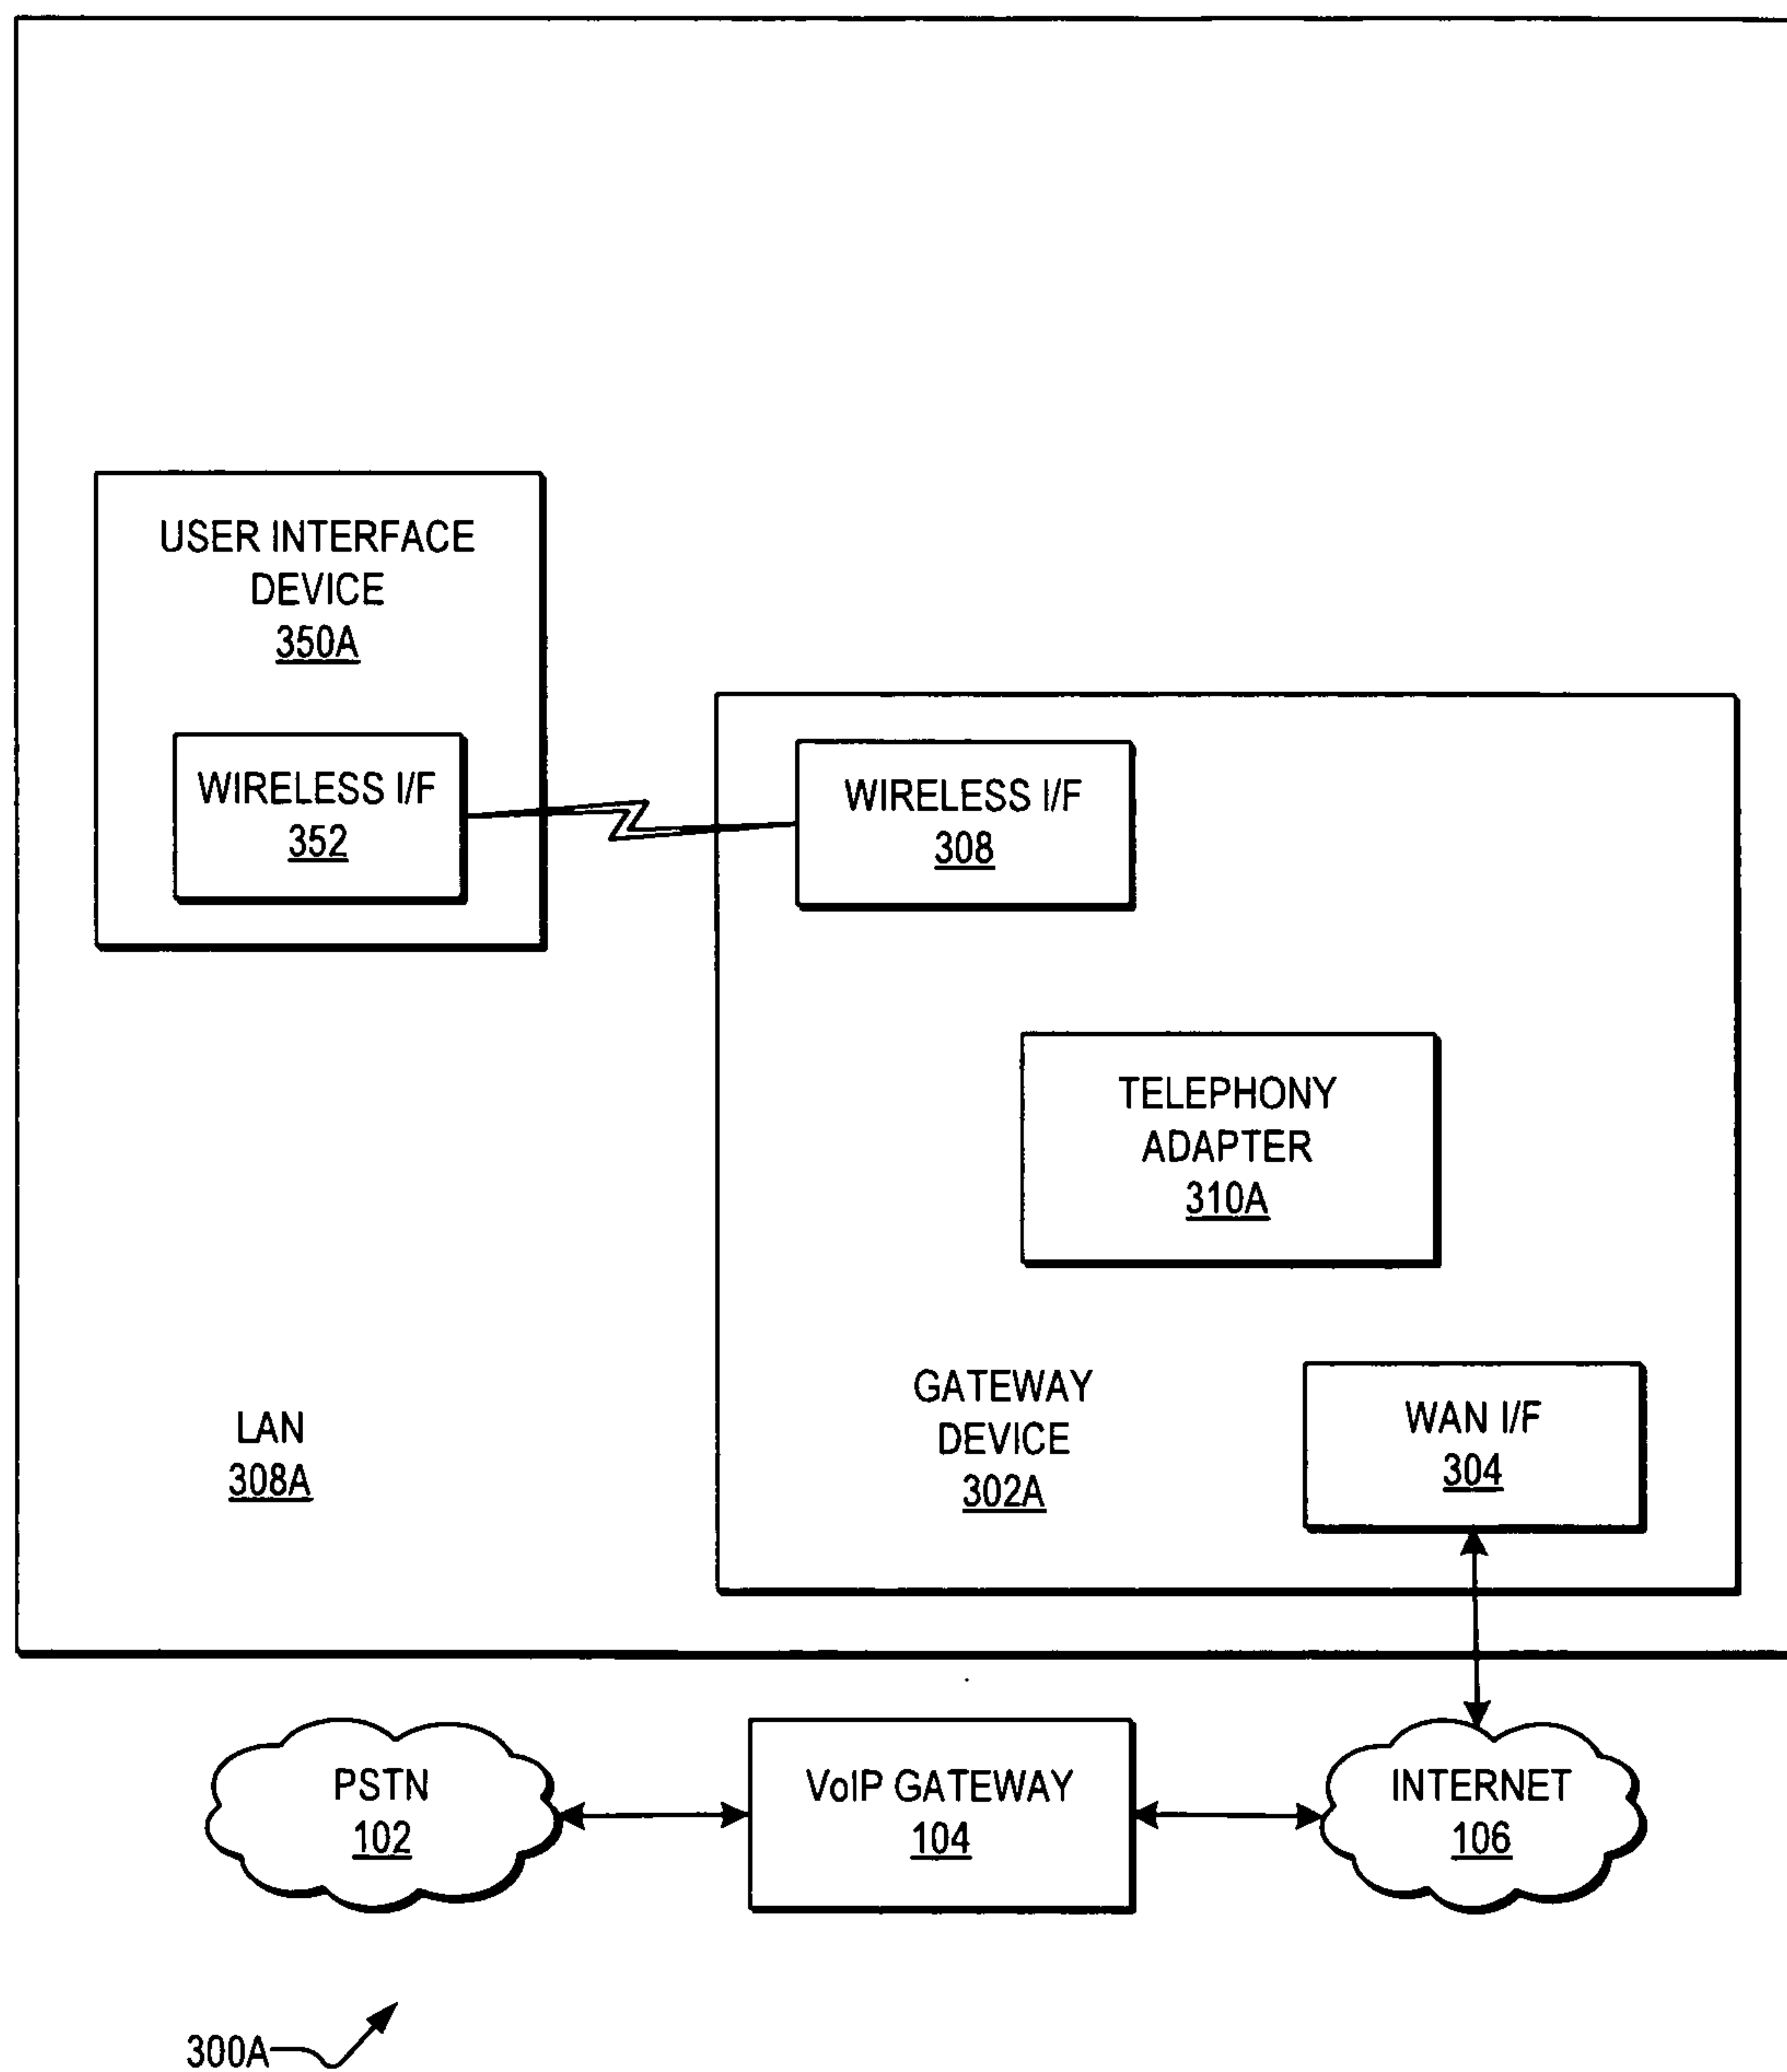 USER INTERFACE
DEVICE
350A
WIRELESS I/F
352
WIRELESS I/F
308
TELEPHONY
ADAPTER
310A
GATEWAY
DEVICE
302A
WAN I/F
304
LAN
308A
PSTN
102
VoIP GATEWAY
104
INTERNET
106
300A